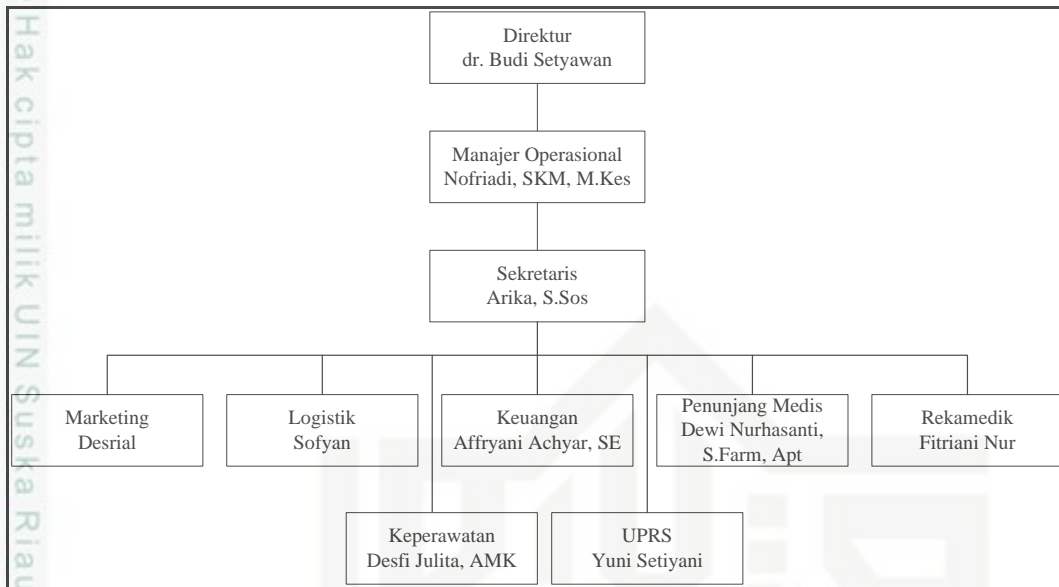 Hak cipta milik UIN Suska Riau
Direktur
dr. Budi Setyawan
Manajer Operasional
Nofriadi, SKM, M.Kes
Sekretaris
Arika, S.Sos
Marketing
Desrial
Logistik
Sofyan
Keuangan
Affryani Achyar, SE
Penunjang Medis
Dewi Nurhasanti,
S.Farm, Apt
Rekamedik
Fitriani Nur
Keperawatan
Desfi Julita, AMK
UPRS
Yuni Setiyani